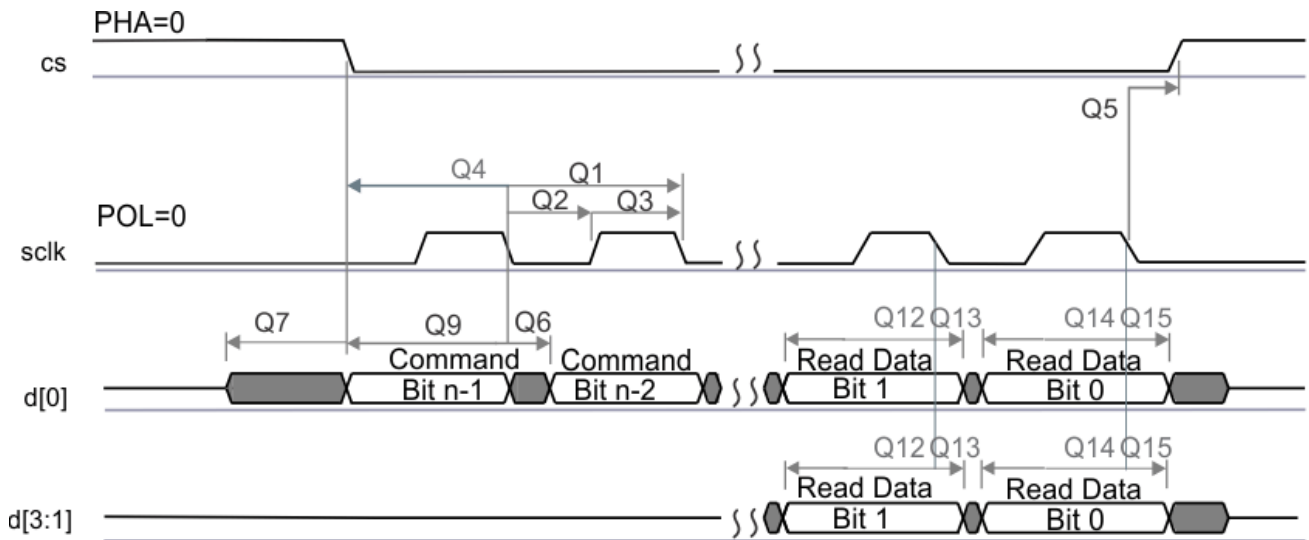 PHA=0
cs
Q5
Q4 Q1
Q2 Q3
POL=0
sclk
Q7 Q9 Q6 Q12 Q13 Q14 Q15
Command Command Read Data Read Data
d[0] Bit n-1 Bit n-2 Bit 1 Bit 0
Q12 Q13 Q14 Q15
Read Data Read Data
d[3:1] Bit 1 Bit 0